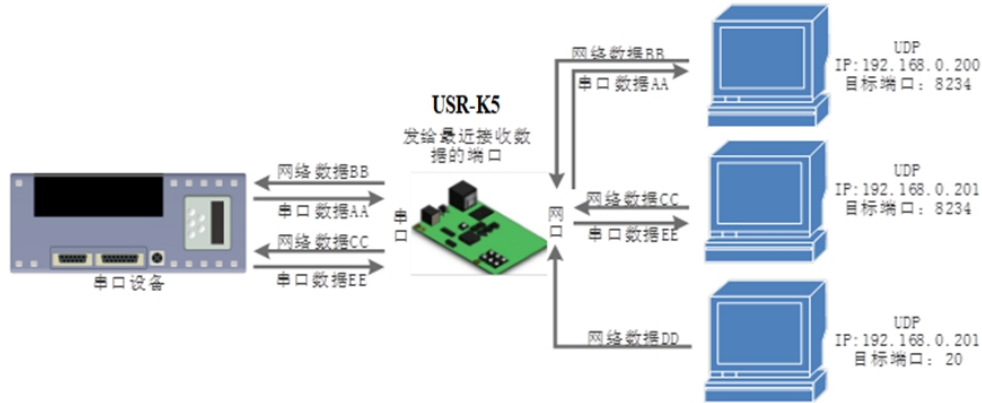 网络数据BB
串口数据AA
UDP
IP:192.168.0.200
目标端口：8234
USR-K5
发给最近接收数
据的端口
网络数据BB
串口数据AA
网络数据CC
串口数据EE
串口设备
串口
网口
网络数据CC
串口数据EE
UDP
IP:192.168.0.201
目标端口：8234
网络数据DD
UDP
IP:192.168.0.201
目标端口：20